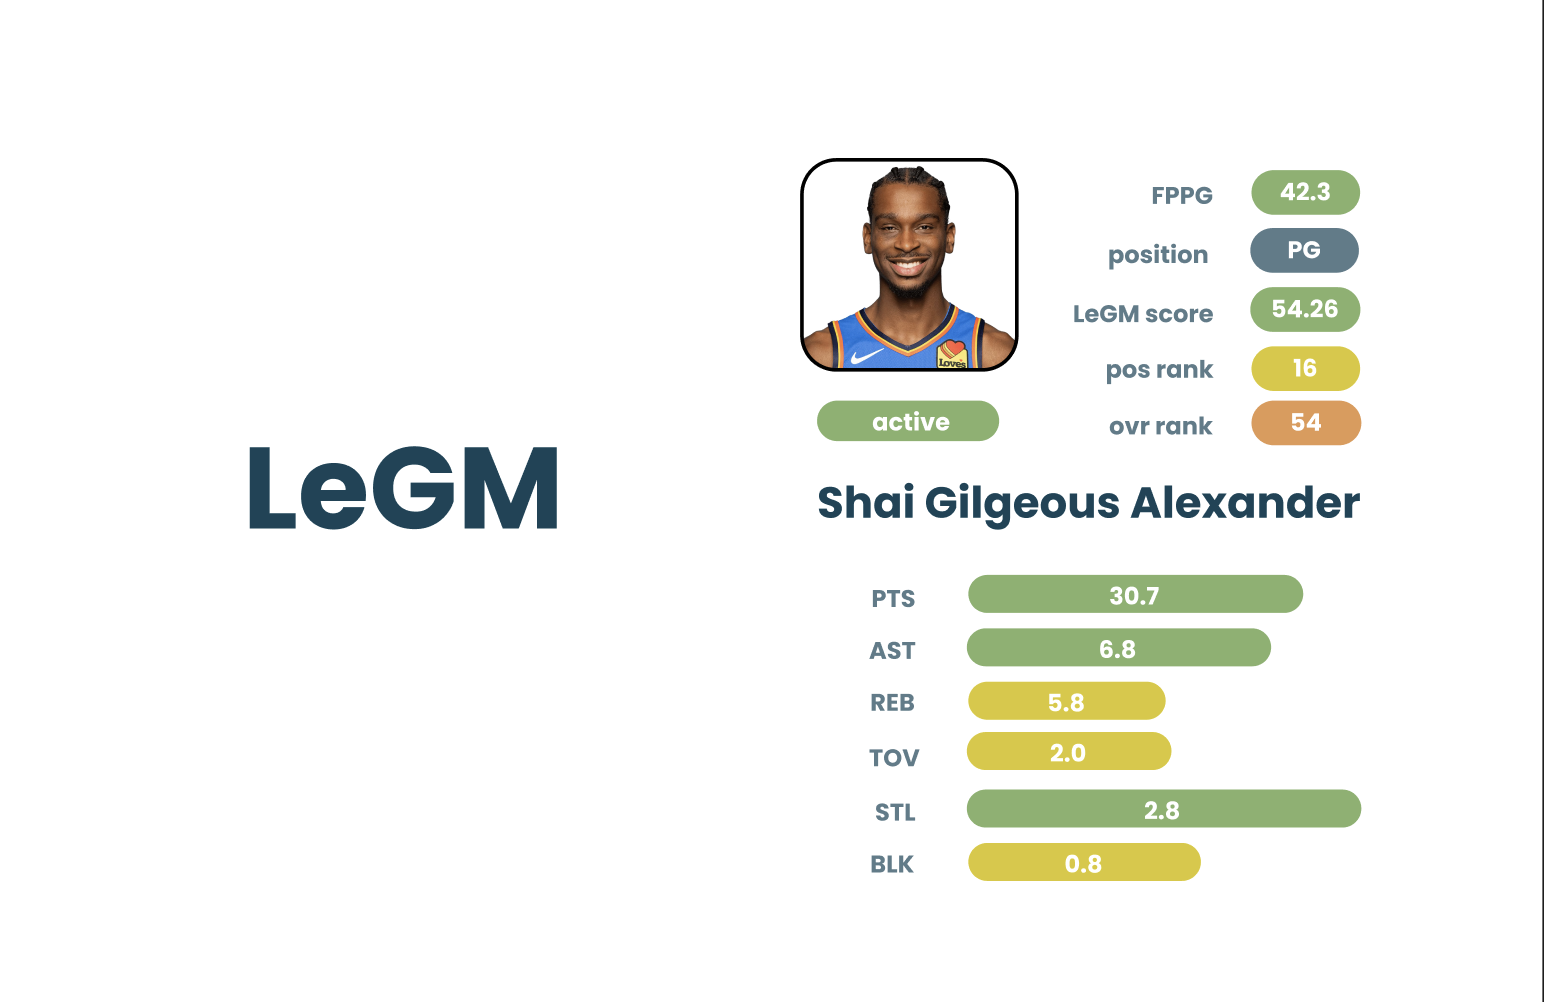 LeGM
FPPG 42.3
position PG
LeGM score 54.26
pos rank 16
ovr rank 54
Love's
active
Shai Gilgeous Alexander
PTS 30.7
AST 6.8
REB 5.8
TOV 2.0
STL 2.8
BLK 0.8